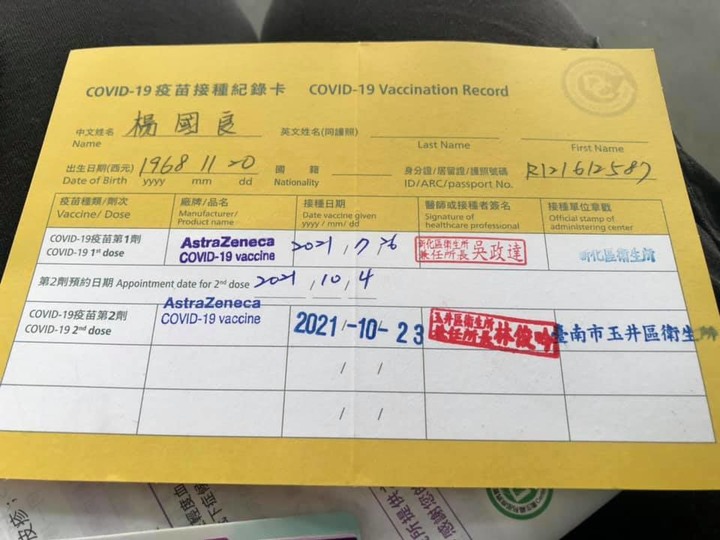 COVID-19疫苗接種紀錄卡 COVID-19 Vaccination Record
中文姓名 楊國良 英文姓名(同護照)
Name Last Name First Name
出生日期(西元) 1968 11 20 國籍 身分證/居留證/護照號碼 R121612587
Date of Birth yyyy mm dd Nationality ID/ARC/passport No.
疫苗種類/劑次 廠牌/品名 接種日期 醫師或接種者簽名 接種單位章戳
Vaccine/ Dose Manufacturer/ Product name Date vaccine given yyyy / mm / dd Signature of healthcare professional Official stamp of administering center
COVID-19疫苗第1劑 AstraZeneca 2021 , 7 , 26 新化區衛生所 吳政達 新化區衛生所
COVID-19 1st dose COVID-19 vaccine 兼任所長
第2劑預約日期 Appointment date for 2nd dose 2021 , 10 , 4
COVID-19疫苗第2劑 AstraZeneca 2021-10-23 玉井區衛生所 林俊吟 臺南市玉井區衛生所
COVID-19 2nd dose COVID-19 vaccine 兼任所長
/ /
/ /